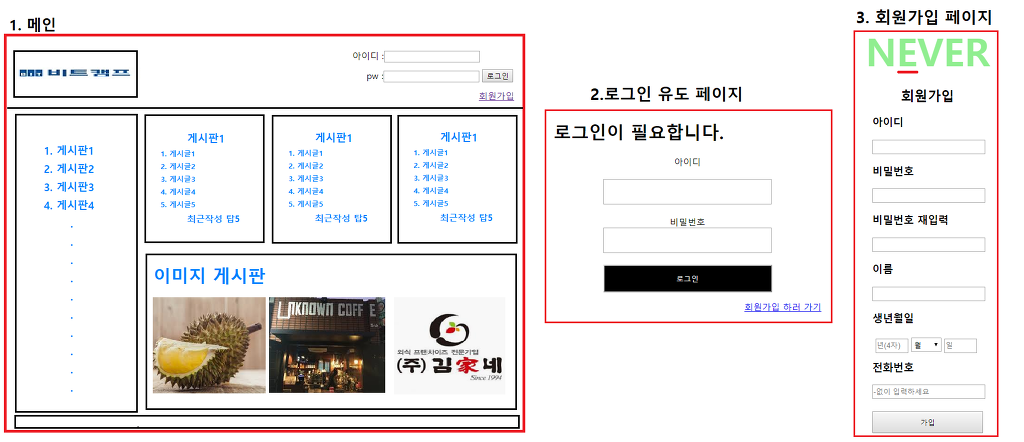 1. 메인
비트캠프
아이디 :
pw :
로그인
회원가입
1. 게시판1
2. 게시판2
3. 게시판3
4. 게시판4
.
.
.
.
.
.
.
.
.
.
게시판1
1. 게시글1
2. 게시글2
3. 게시글3
4. 게시글4
5. 게시글5
최근작성 탑5
게시판1
1. 게시글1
2. 게시글2
3. 게시글3
4. 게시글4
5. 게시글5
최근작성 탑5
게시판1
1. 게시글1
2. 게시글2
3. 게시글3
4. 게시글4
5. 게시글5
최근작성 탑5
이미지 게시판
UNKNOWN COFFE E
외식 프랜차이즈 전문기업
(주) 김家네
Since 1994
2.로그인 유도 페이지
로그인이 필요합니다.
아이디
비밀번호
로그인
회원가입 하러 가기
3. 회원가입 페이지
NEVER
회원가입
아이디
비밀번호
비밀번호 재입력
이름
생년월일
년(4자) 월 일
전화번호
-없이 입력하세요
가입